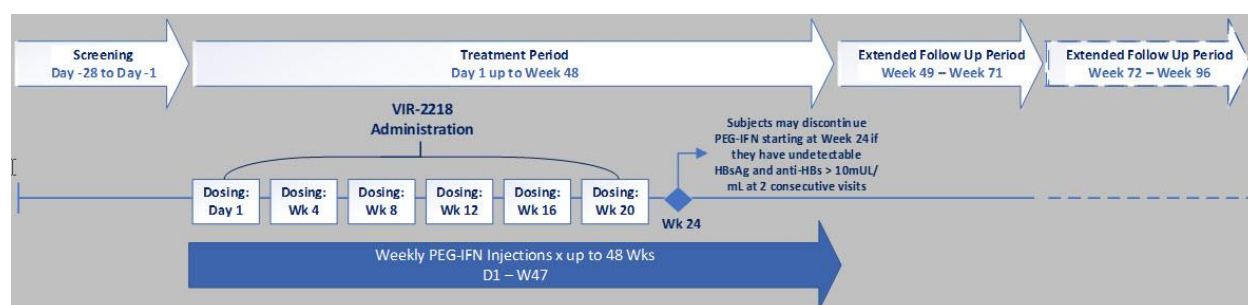 Screening
Day -28 to Day -1
Treatment Period
Day 1 up to Week 48
Extended Follow Up Period
Week 49 – Week 71
Extended Follow Up Period
Week 72 – Week 96
VIR-2218
Administration
Subjects may discontinue
PEG-IFN starting at Week 24 if
they have undetectable
HBsAg and anti-HBs > 10mUL/
mL at 2 consecutive visits
Dosing:
Day 1
Dosing:
Wk 4
Dosing:
Wk 8
Dosing:
Wk 12
Dosing:
Wk 16
Dosing:
Wk 20
Wk 24
Weekly PEG-IFN Injections x up to 48 Wks
D1 – W47